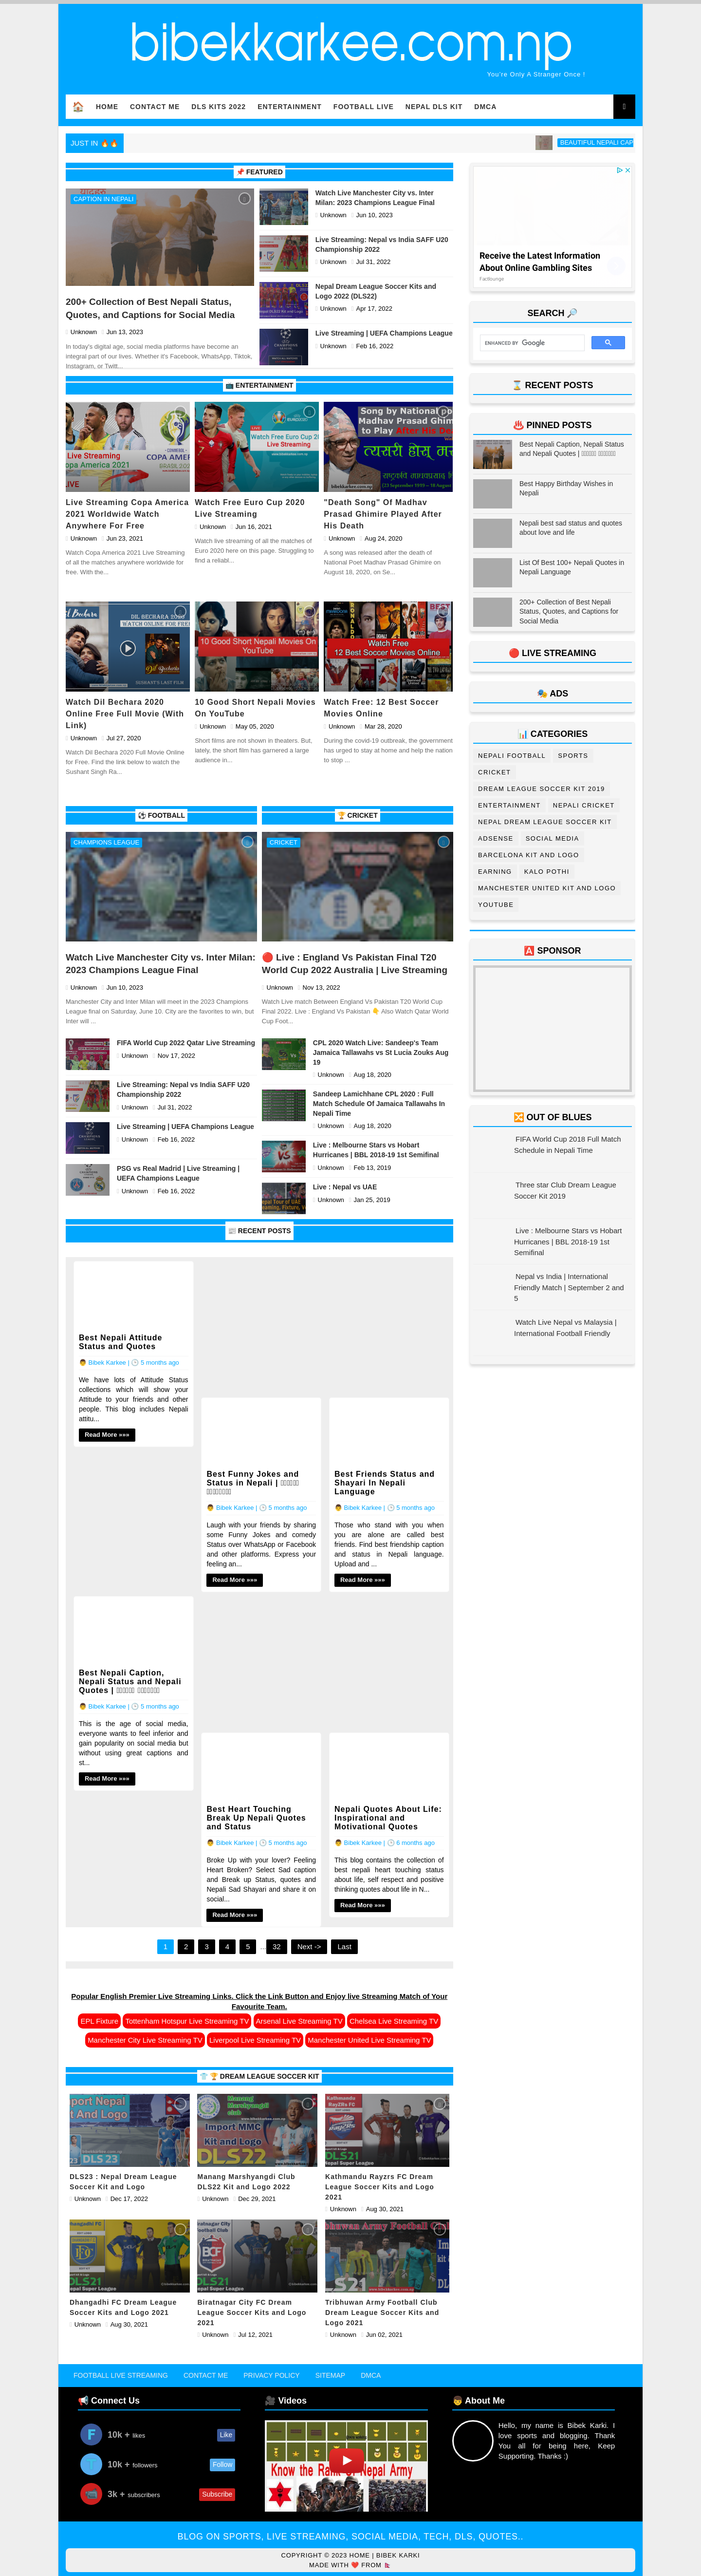 bibekkarkee.com.np
You're Only A Stranger Once !
HOME
CONTACT ME
DLS KITS 2022
ENTERTAINMENT
FOOTBALL LIVE
NEPAL DLS KIT
DMCA
JUST IN 🔥🔥
BEAUTIFUL NEPALI CAP
📌 FEATURED
CAPTION IN NEPALI
200+ Collection of Best Nepali Status, Quotes, and Captions for Social Media
Unknown Jun 13, 2023
In today's digital age, social media platforms have become an
integral part of our lives. Whether it's Facebook, WhatsApp, Tiktok,
Instagram, or Twitt...
Watch Live Manchester City vs. Inter
Milan: 2023 Champions League Final
Unknown Jun 10, 2023
Live Streaming: Nepal vs India SAFF U20
Championship 2022
Unknown Jul 31, 2022
Nepal Dream League Soccer Kits and
Logo 2022 (DLS22)
Unknown Apr 17, 2022
Live Streaming | UEFA Champions League
Unknown Feb 16, 2022
Receive the Latest Information
About Online Gambling Sites
SEARCH 🔎
ENHANCED BY Google
⌛ RECENT POSTS
♨️ PINNED POSTS
Best Nepali Caption, Nepali Status
and Nepali Quotes |
Best Happy Birthday Wishes in
Nepali
Nepali best sad status and quotes
about love and life
List Of Best 100+ Nepali Quotes in
Nepali Language
200+ Collection of Best Nepali
Status, Quotes, and Captions for
Social Media
🔴 LIVE STREAMING
🎭 ADS
📊 CATEGORIES
NEPALI FOOTBALL
SPORTS
CRICKET
DREAM LEAGUE SOCCER KIT 2019
ENTERTAINMENT
NEPALI CRICKET
NEPAL DREAM LEAGUE SOCCER KIT
ADSENSE
SOCIAL MEDIA
BARCELONA KIT AND LOGO
EARNING
KALO POTHI
MANCHESTER UNITED KIT AND LOGO
YOUTUBE
🅰️ SPONSOR
🔀 OUT OF BLUES
FIFA World Cup 2018 Full Match
Schedule in Nepali Time
Three star Club Dream League
Soccer Kit 2019
Live : Melbourne Stars vs Hobart
Hurricanes | BBL 2018-19 1st
Semifinal
Nepal vs India | International
Friendly Match | September 2 and
5
Watch Live Nepal vs Malaysia |
International Football Friendly
📺 ENTERTAINMENT
Live Streaming Copa America
2021 Worldwide Watch
Anywhere For Free
Unknown Jun 23, 2021
Watch Copa America 2021 Live Streaming
of all the matches anywhere worldwide for
free. With the...
Watch Free Euro Cup 2020
Live Streaming
Unknown Jun 16, 2021
Watch live streaming of all the matches of
Euro 2020 here on this page. Struggling to
find a reliabl...
"Death Song" Of Madhav
Prasad Ghimire Played After
His Death
Unknown Aug 24, 2020
A song was released after the death of
National Poet Madhav Prasad Ghimire on
August 18, 2020, on Se...
Watch Dil Bechara 2020
Online Free Full Movie (With
Link)
Unknown Jul 27, 2020
Watch Dil Bechara 2020 Full Movie Online
for Free. Find the link below to watch the
Sushant Singh Ra...
10 Good Short Nepali Movies
On YouTube
Unknown May 05, 2020
Short films are not shown in theaters. But,
lately, the short film has garnered a large
audience in...
Watch Free: 12 Best Soccer
Movies Online
Unknown Mar 28, 2020
During the covid-19 outbreak, the government
has urged to stay at home and help the nation
to stop ...
⚽ FOOTBALL
CHAMPIONS LEAGUE
Watch Live Manchester City vs. Inter Milan:
2023 Champions League Final
Unknown Jun 10, 2023
Manchester City and Inter Milan will meet in the 2023 Champions
League final on Saturday, June 10. City are the favorites to win, but
Inter will ...
FIFA World Cup 2022 Qatar Live Streaming
Unknown Nov 17, 2022
Live Streaming: Nepal vs India SAFF U20
Championship 2022
Unknown Jul 31, 2022
Live Streaming | UEFA Champions League
Unknown Feb 16, 2022
PSG vs Real Madrid | Live Streaming |
UEFA Champions League
Unknown Feb 16, 2022
🏆 CRICKET
CRICKET
🔴 Live : England Vs Pakistan Final T20
World Cup 2022 Australia | Live Streaming
Unknown Nov 13, 2022
Watch Live match Between England Vs Pakistan T20 World Cup
Final 2022. Live : England Vs Pakistan 👇 Also Watch Qatar World
Cup Foot...
CPL 2020 Watch Live: Sandeep's Team
Jamaica Tallawahs vs St Lucia Zouks Aug
19
Unknown Aug 18, 2020
Sandeep Lamichhane CPL 2020 : Full
Match Schedule Of Jamaica Tallawahs In
Nepali Time
Unknown Aug 18, 2020
Live : Melbourne Stars vs Hobart
Hurricanes | BBL 2018-19 1st Semifinal
Unknown Feb 13, 2019
Live : Nepal vs UAE
Unknown Jan 25, 2019
📰 RECENT POSTS
Best Nepali Attitude
Status and Quotes
👨 Bibek Karkee | 🕒 5 months ago
We have lots of Attitude Status
collections which will show your
Attitude to your friends and other
people. This blog includes Nepali
attitu...
Read More »»»
Best Funny Jokes and
Status in Nepali |
👨 Bibek Karkee | 🕒 5 months ago
Laugh with your friends by sharing
some Funny Jokes and comedy
Status over WhatsApp or Facebook
and other platforms. Express your
feeling an...
Read More »»»
Best Friends Status and
Shayari In Nepali
Language
👨 Bibek Karkee | 🕒 5 months ago
Those who stand with you when
you are alone are called best
friends. Find best friendship caption
and status in Nepali language.
Upload and ...
Read More »»»
Best Nepali Caption,
Nepali Status and Nepali
Quotes |
👨 Bibek Karkee | 🕒 5 months ago
This is the age of social media,
everyone wants to feel inferior and
gain popularity on social media but
without using great captions and
st...
Read More »»»
Best Heart Touching
Break Up Nepali Quotes
and Status
👨 Bibek Karkee | 🕒 5 months ago
Broke Up with your lover? Feeling
Heart Broken? Select Sad caption
and Break up Status, quotes and
Nepali Sad Shayari and share it on
social...
Read More »»»
Nepali Quotes About Life:
Inspirational and
Motivational Quotes
👨 Bibek Karkee | 🕒 6 months ago
This blog contains the collection of
best nepali heart touching status
about life, self respect and positive
thinking quotes about life in N...
Read More »»»
1 2 3 4 5 ... 32 Next -> Last
Popular English Premier Live Streaming Links. Click the Link Button and Enjoy live Streaming Match of Your
Favourite Team.
EPL Fixture
Tottenham Hotspur Live Streaming TV
Arsenal Live Streaming TV
Chelsea Live Streaming TV
Manchester City Live Streaming TV
Liverpool Live Streaming TV
Manchester United Live Streaming TV
👕🏆 DREAM LEAGUE SOCCER KIT
DLS23 : Nepal Dream League
Soccer Kit and Logo
Unknown Dec 17, 2022
Manang Marshyangdi Club
DLS22 Kit and Logo 2022
Unknown Dec 29, 2021
Kathmandu Rayzrs FC Dream
League Soccer Kits and Logo
2021
Unknown Aug 30, 2021
Dhangadhi FC Dream League
Soccer Kits and Logo 2021
Unknown Aug 30, 2021
Biratnagar City FC Dream
League Soccer Kits and Logo
2021
Unknown Jul 12, 2021
Tribhuwan Army Football Club
Dream League Soccer Kits and
Logo 2021
Unknown Jun 02, 2021
FOOTBALL LIVE STREAMING
CONTACT ME
PRIVACY POLICY
SITEMAP
DMCA
📢 Connect Us
10k + likes
Like
10k + followers
Follow
3k + subscribers
Subscribe
🎥 Videos
Know the Rank of Nepal Army
👦 About Me
Hello, my name is Bibek Karki. I
love sports and blogging. Thank
You all for being here, Keep
Supporting. Thanks :)
BLOG ON SPORTS, LIVE STREAMING, SOCIAL MEDIA, TECH, DLS, QUOTES..
COPYRIGHT © 2023 HOME | BIBEK KARKI
MADE WITH ❤️ FROM 🇳🇵